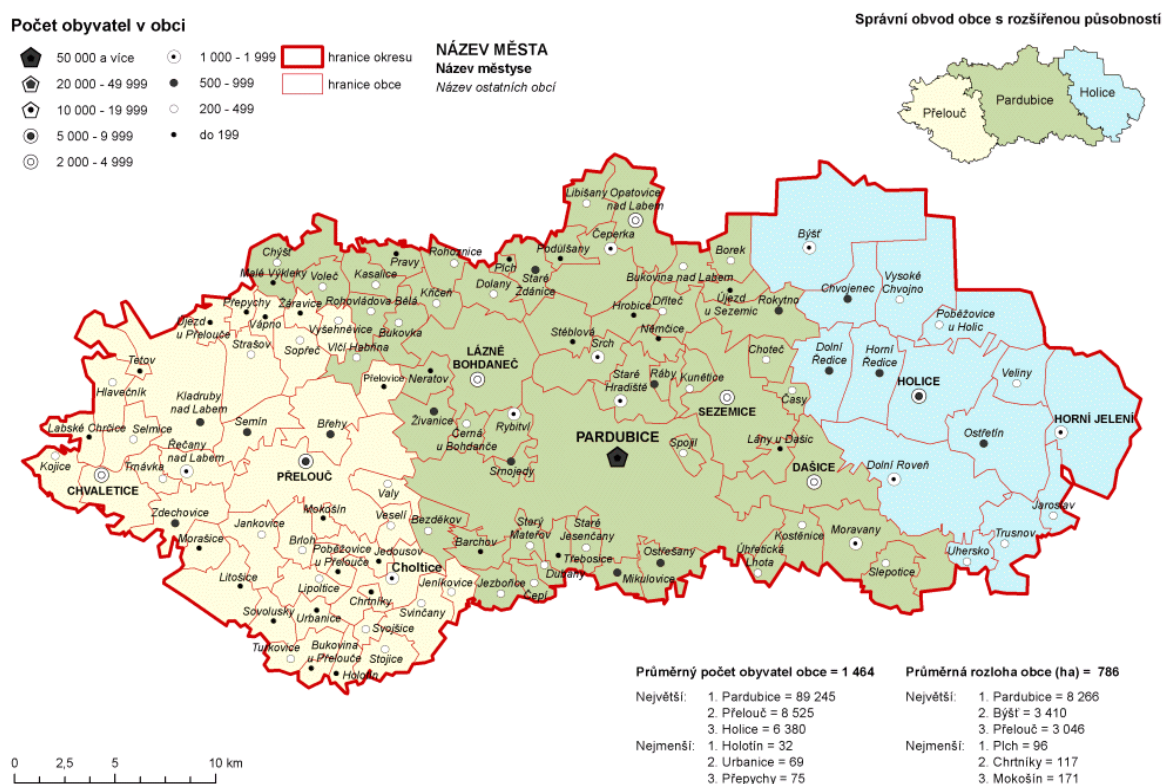 Počet obyvatel v obci
50 000 a více
20 000 - 49 999
10 000 - 19 999
5 000 - 9 999
2 000 - 4 999
1 000 - 1 999
500 - 999
200 - 499
do 199
hranice okresu
hranice obce
NÁZEV MĚSTA
Název městyse
Název ostatních obcí
Správní obvod obce s rozšířenou působností
Přelouč
Pardubice
Holice
Libišany
Opatovice
nad Labem
Čeperka
Podůlšany
Borek
Býšť
Chýšť
Malé Výkleky
Voleč
Pravy
Kasalice
Rohoznice
Plch
Staré
Ždánice
Dolany
Bukovina nad Labem
Újezd
u Sezemic
Rokytno
Chvojenec
Vysoké
Chvojno
Poběžovice
u Holic
Přepychy
Vápno
Žáravice
Rohovládova Bělá
Křičeň
Bukovka
Vyšehněvice
Vlčí Habřina
Hrobice
Dříteč
Němčice
Újezd
u Přelouče
Strašov
Sopřeč
Stéblová
Srch
Choteč
Dolní
Ředice
Horní
Ředice
HOLICE
Veliny
HORNÍ JELENÍ
Tetov
Hlavečník
LÁZNĚ
BOHDANEČ
Neratov
Přelovice
Staré
Hradiště
Ráby
Kunětice
SEZEMICE
Časy
Kladruby
nad Labem
Semín
Břehy
Živanice
Černá
u Bohdanče
Rybitví
Labské Chrčice
Selmice
Řečany
nad Labem
Kojice
CHVALETICE
Trnávka
PŘELOUČ
PARDUBICE
Spojil
Lány u Dašic
DAŠICE
Srnojedy
Ostřetín
Dolní Roveň
Valy
Veselí
Zdechovice
Morašice
Jankovice
Mokošín
Brloh
Bezděkov
Barchov
Starý
Mateřov
Staré
Jesenčany
Třebosice
Dubany
Ostřešany
Mikulovice
Kostěnice
Úhřetická
Lhota
Moravany
Slepotice
Uhersko
Trusnov
Jaroslav
Poběžovice
u Přelouče
Jedousov
Choltice
Jeníkovice
Jezbořice
Čepí
Litošice
Lipoltice
Chrtníky
Sovolusky
Urbanice
Svinčany
Svojšice
Turkovice
Bukovina
u Přelouče
Stojice
Holotín
Průměrný počet obyvatel obce = 1 464
Největší: 1. Pardubice = 89 245
2. Přelouč = 8 525
3. Holice = 6 380
Nejmenší: 1. Holotín = 32
2. Urbanice = 69
3. Přepychy = 75
Průměrná rozloha obce (ha) = 786
Největší: 1. Pardubice = 8 266
2. Býšť = 3 410
3. Přelouč = 3 046
Nejmenší: 1. Plch = 96
2. Chrtníky = 117
3. Mokošín = 171
0 2,5 5 10 km